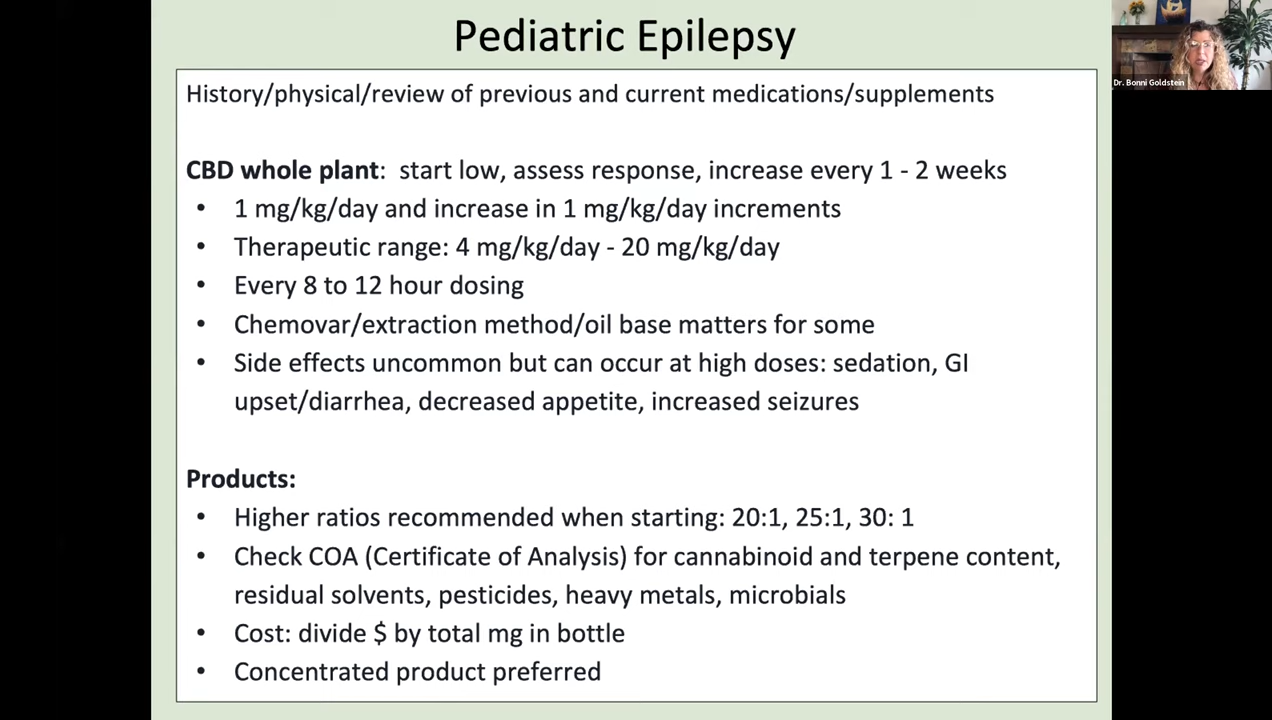 Pediatric Epilepsy
Dr. Bonni Goldstein
History/physical/review of previous and current medications/supplements
CBD whole plant:  start low, assess response, increase every 1 - 2 weeks
• 1 mg/kg/day and increase in 1 mg/kg/day increments
• Therapeutic range: 4 mg/kg/day - 20 mg/kg/day
• Every 8 to 12 hour dosing
• Chemovar/extraction method/oil base matters for some
• Side effects uncommon but can occur at high doses: sedation, GI
upset/diarrhea, decreased appetite, increased seizures
Products:
• Higher ratios recommended when starting: 20:1, 25:1, 30: 1
• Check COA (Certificate of Analysis) for cannabinoid and terpene content,
residual solvents, pesticides, heavy metals, microbials
• Cost: divide $ by total mg in bottle
• Concentrated product preferred